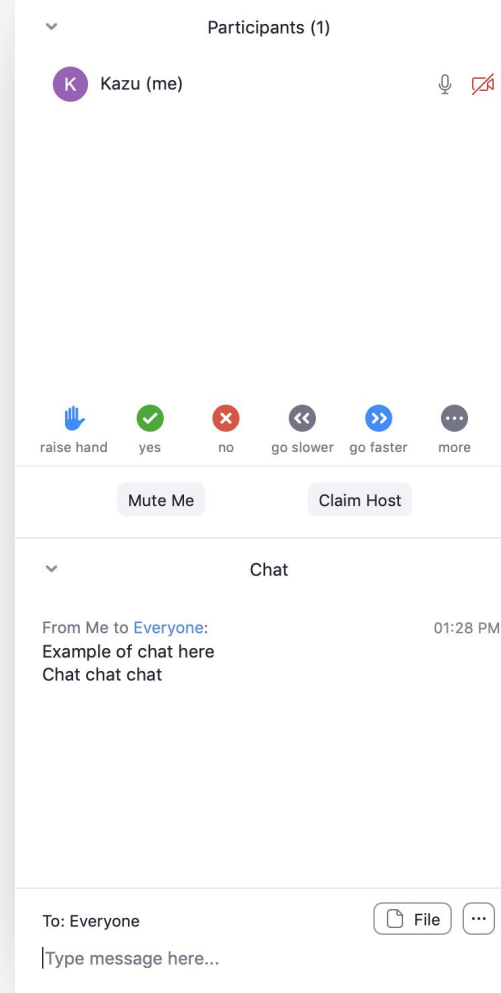 Participants (1)
K Kazu (me)
raise hand yes no go slower go faster more
Mute Me Claim Host
Chat
From Me to Everyone: 01:28 PM
Example of chat here
Chat chat chat
To: Everyone File
Type message here...